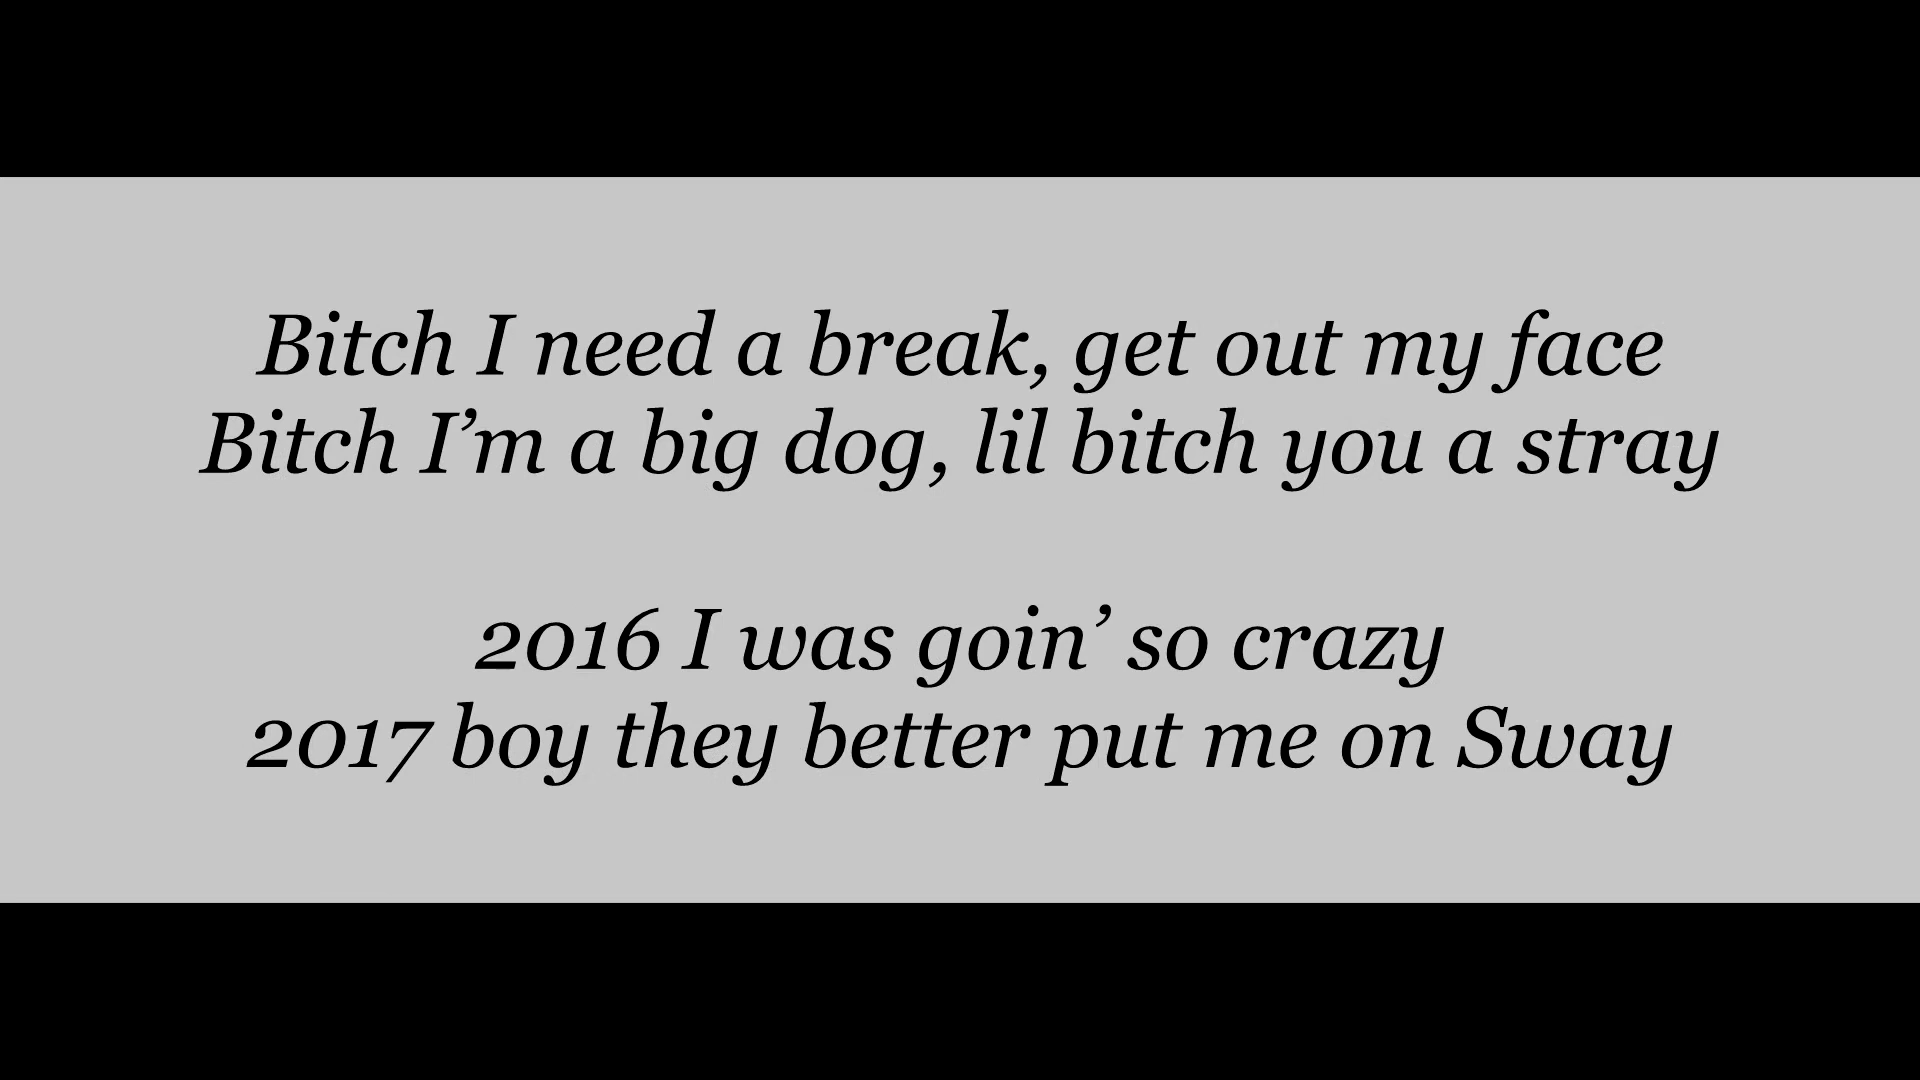 Bitch I need a break, get out my face
Bitch I’m a big dog, lil bitch you a stray
2016 I was goin’ so crazy
2017 boy they better put me on Sway